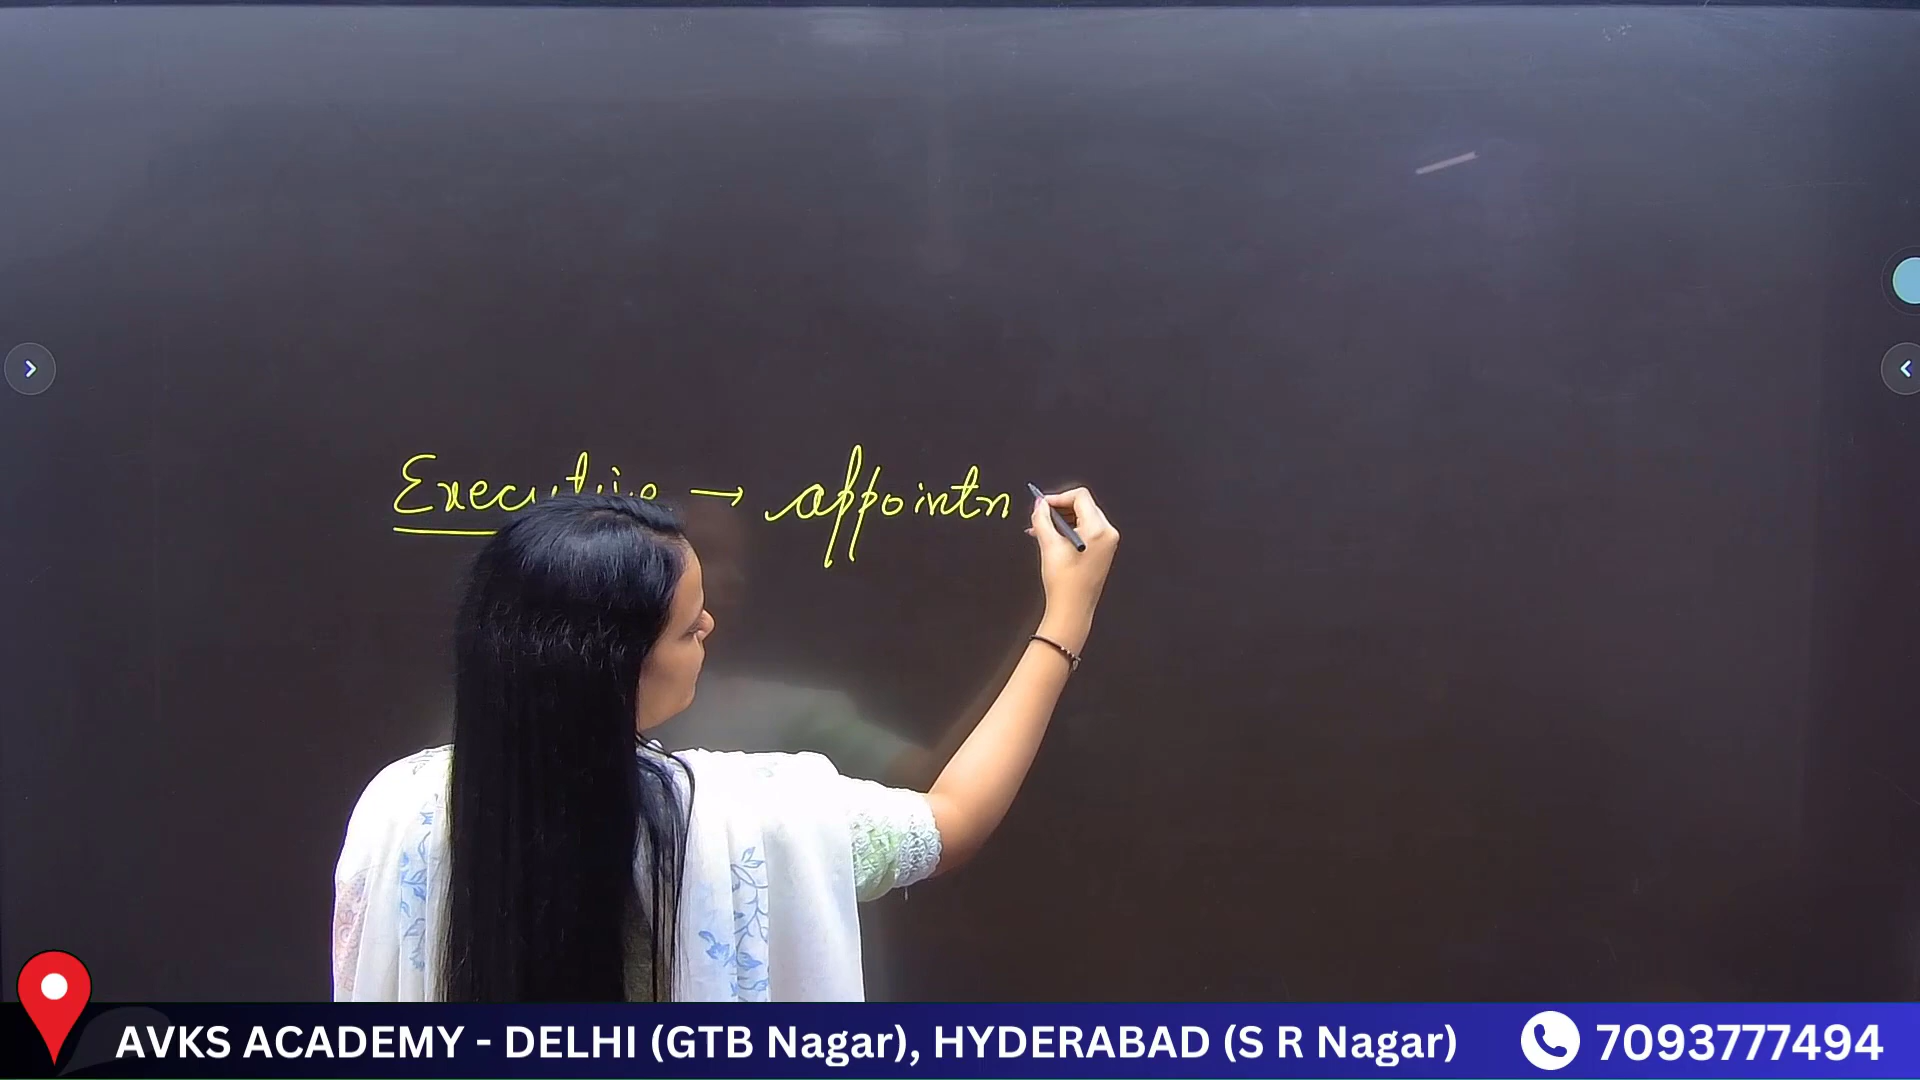 Executive → appointm
AVKS ACADEMY - DELHI (GTB Nagar), HYDERABAD (S R Nagar) 7093777494